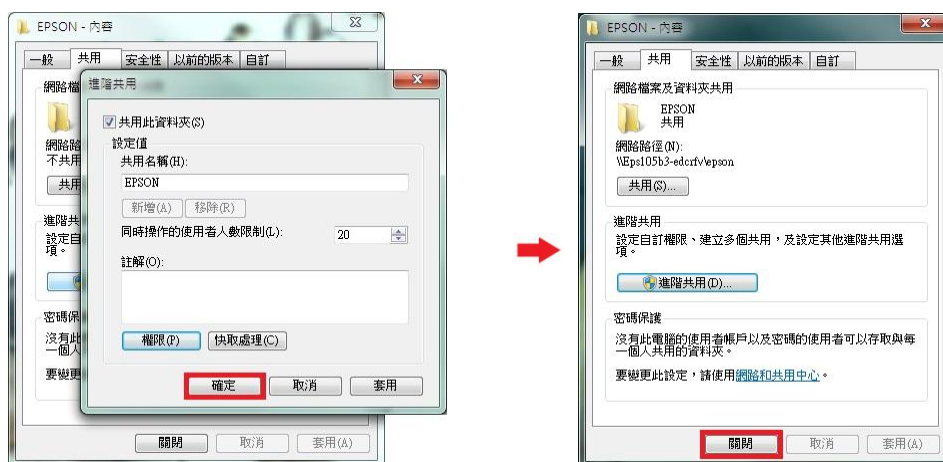 EPSON - 內容
一般
共用
安全性
以前的版本
自訂
網路檔
網路路
不共用
共用
進階共
設定自
項。
密碼保
沒有此
一個人
要變更
關閉
取消
套用(A)
進階共用
共用此資料夾(S)
設定值
共用名稱(H):
EPSON
新增(A)
移除(R)
同時操作的使用者人數限制(L):
20
註解(O):
權限(P)
快取處理(C)
確定
取消
套用
EPSON - 內容
一般
共用
安全性
以前的版本
自訂
網路檔案及資料夾共用
EPSON
共用
網路路徑(N):
\\Eps105b3-edcrfv\epson
共用(S)...
進階共用
設定自訂權限、建立多個共用，及設定其他進階共用選
項。
進階共用(D)...
密碼保護
沒有此電腦的使用者帳戶以及密碼的使用者可以存取與每
一個人共用的資料夾。
要變更此設定，請使用網路和共用中心。
關閉
取消
套用(A)